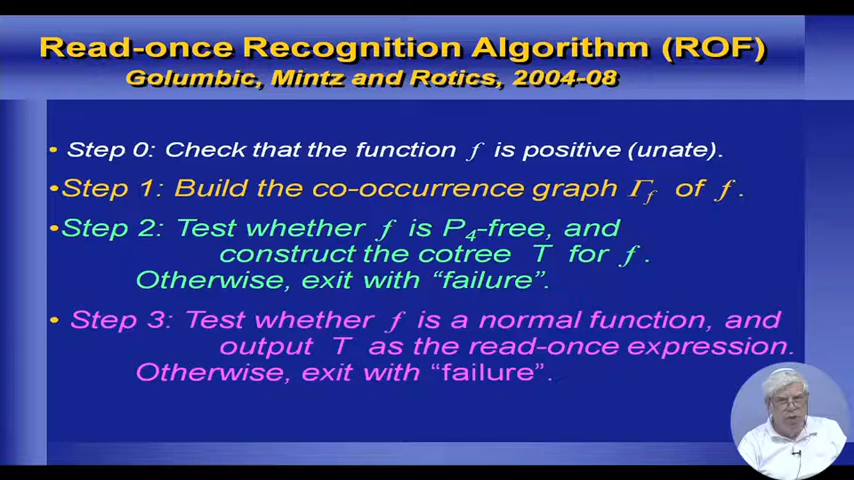 Read-once Recognition Algorithm (ROF)
Golumbic, Mintz and Rotics, 2004-08
• Step 0: Check that the function f is positive (unate).
•Step 1: Build the co-occurrence graph Γf of f.
•Step 2: Test whether f is P4-free, and
construct the cotree T for f.
Otherwise, exit with “failure”.
• Step 3: Test whether f is a normal function, and
output T as the read-once expression.
Otherwise, exit with “failure”.